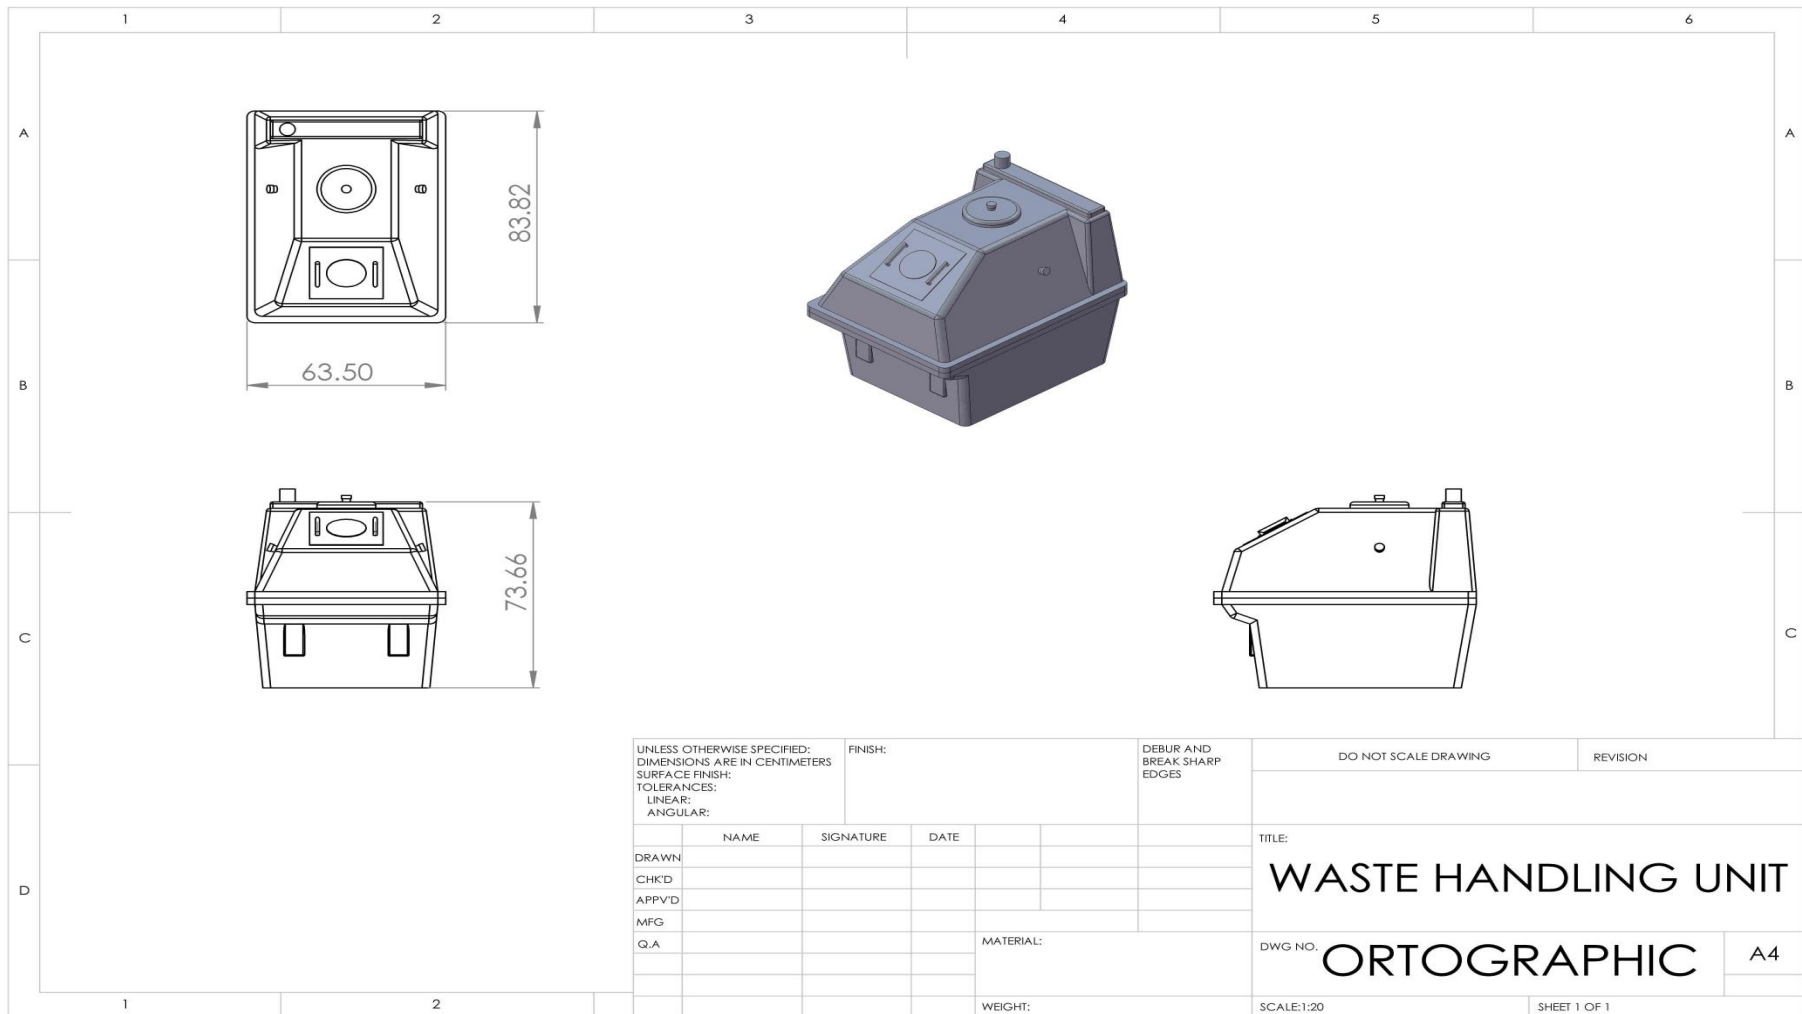 1 2 3 4 5 6
A A
83.82
63.50
B B
73.66
C C
UNLESS OTHERWISE SPECIFIED:
DIMENSIONS ARE IN CENTIMETERS
SURFACE FINISH:
TOLERANCES:
LINEAR:
ANGULAR:
FINISH:
DEBUR AND
BREAK SHARP
EDGES
DO NOT SCALE DRAWING
REVISION
NAME SIGNATURE DATE
DRAWN
CHK'D
APPV'D
MFG
Q.A
MATERIAL:
WEIGHT:
TITLE:
WASTE HANDLING UNIT
DWG NO.
ORTOGRAPHIC
A4
SCALE:1:20
SHEET 1 OF 1
D
1 2